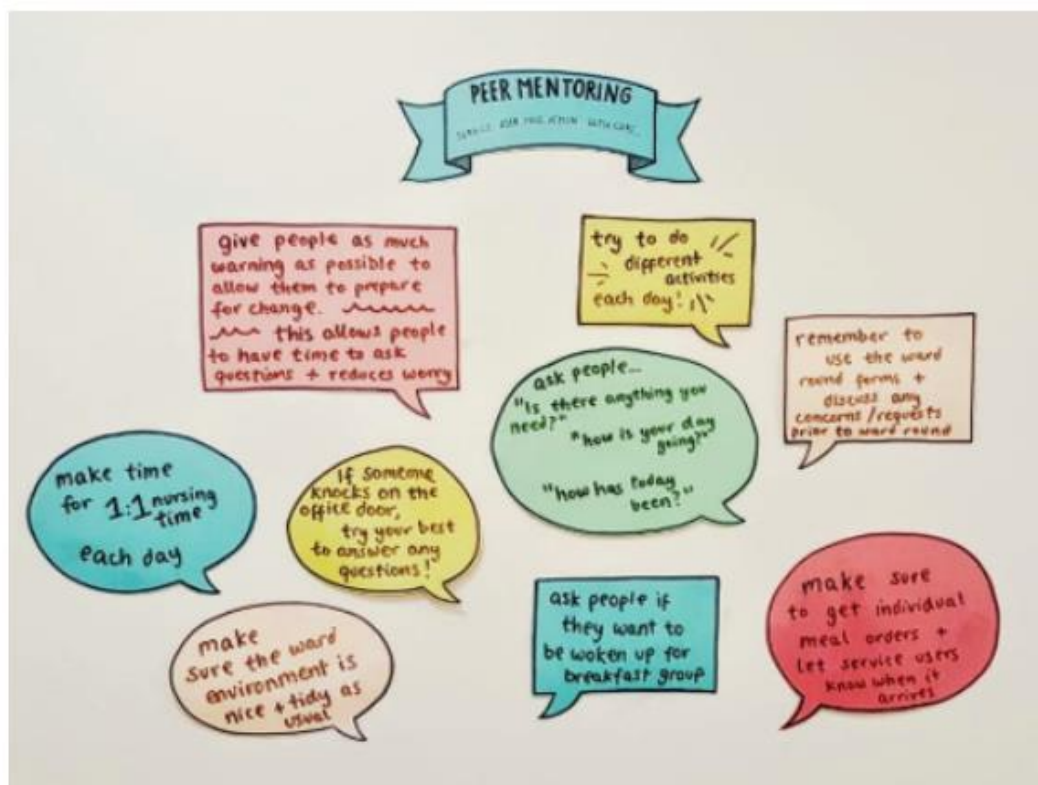 PEER MENTORING
give people as much
warning as possible to
allow them to prepare
for change.
this allows people
to have time to ask
questions + reduces worry
try to do
different
activities
each day!
remember to
use the ward
round forms +
discuss any
concerns/requests
prior to ward round
ask people...
"Is there anything you
need?"
"how is your day
going?"
"how has today
been?"
make time
for 1:1 nursing
time
each day
If someone
knocks on the
office door,
try your best
to answer any
questions!
make
sure the ward
environment is
nice + tidy as
usual
ask people if
they want to
be woken up for
breakfast group
make sure
to get individual
meal orders +
let service users
know when it
arrives